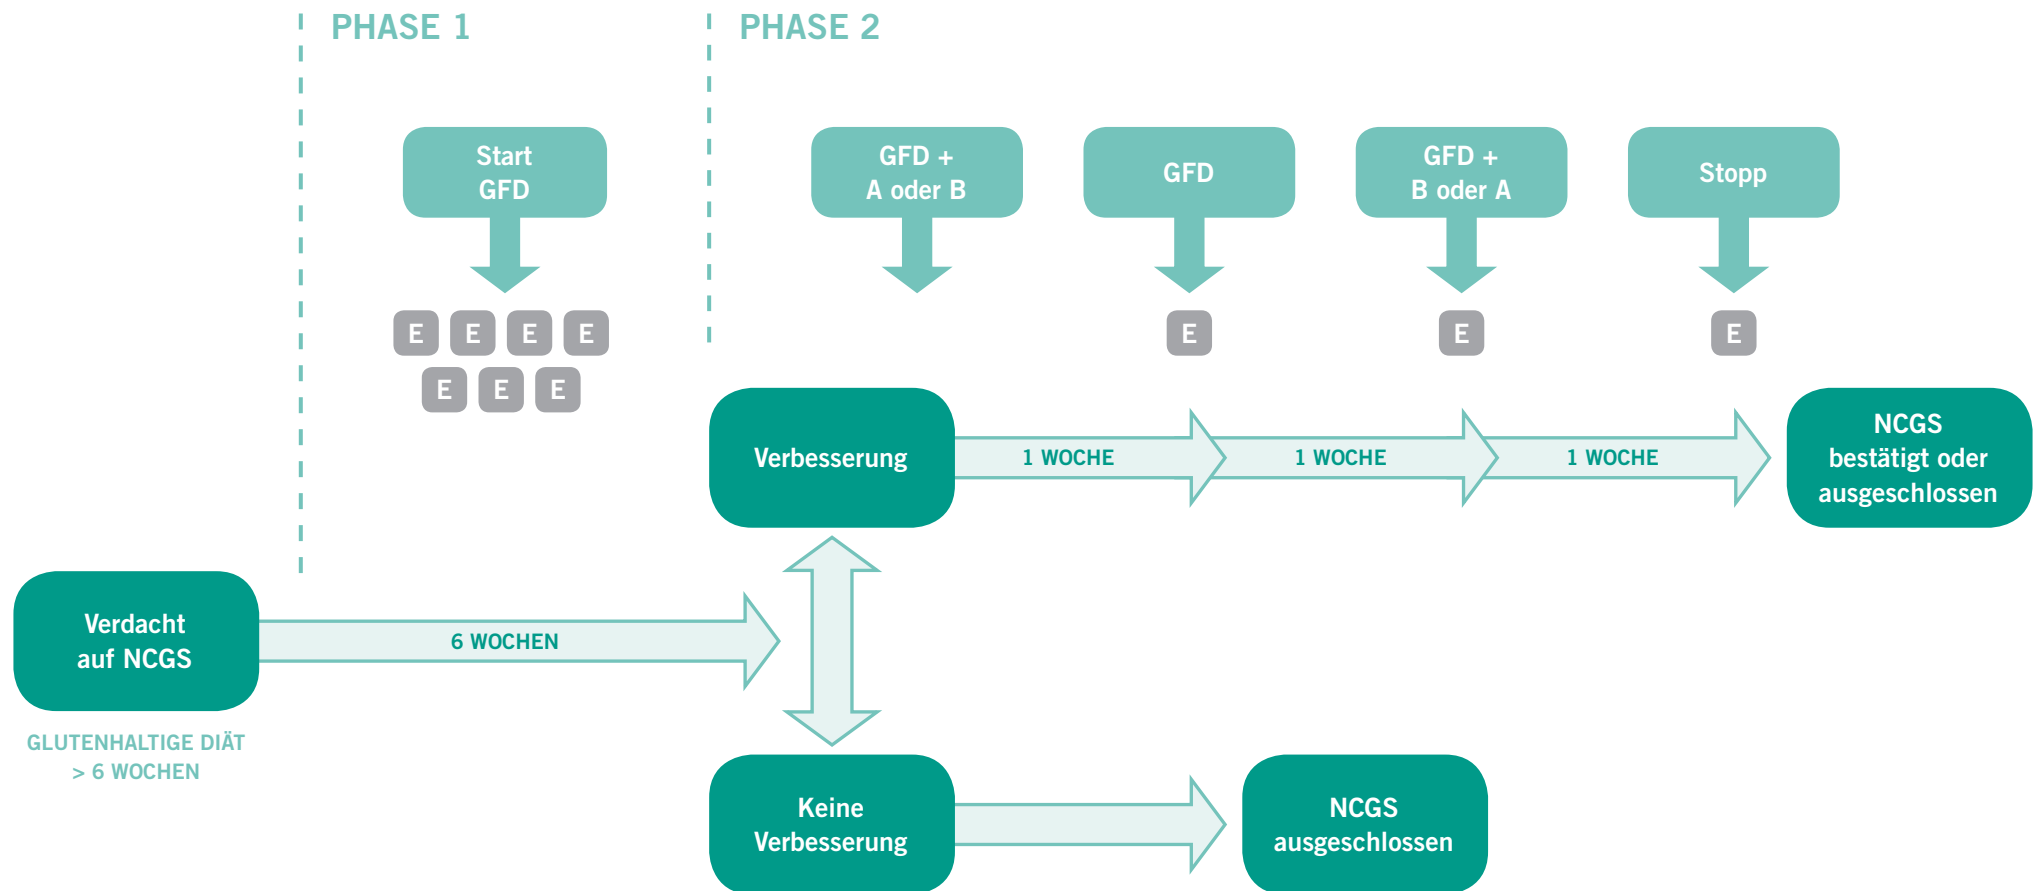 PHASE 1
PHASE 2
Start
GFD
GFD +
A oder B
GFD
GFD +
B oder A
Stopp
E E E E
E E E
E
E
E
Verbesserung
1 WOCHE
1 WOCHE
1 WOCHE
NCGS
bestätigt oder
ausgeschlossen
Verdacht
auf NCGS
6 WOCHEN
GLUTENHALTIGE DIÄT
> 6 WOCHEN
Keine
Verbesserung
NCGS
ausgeschlossen